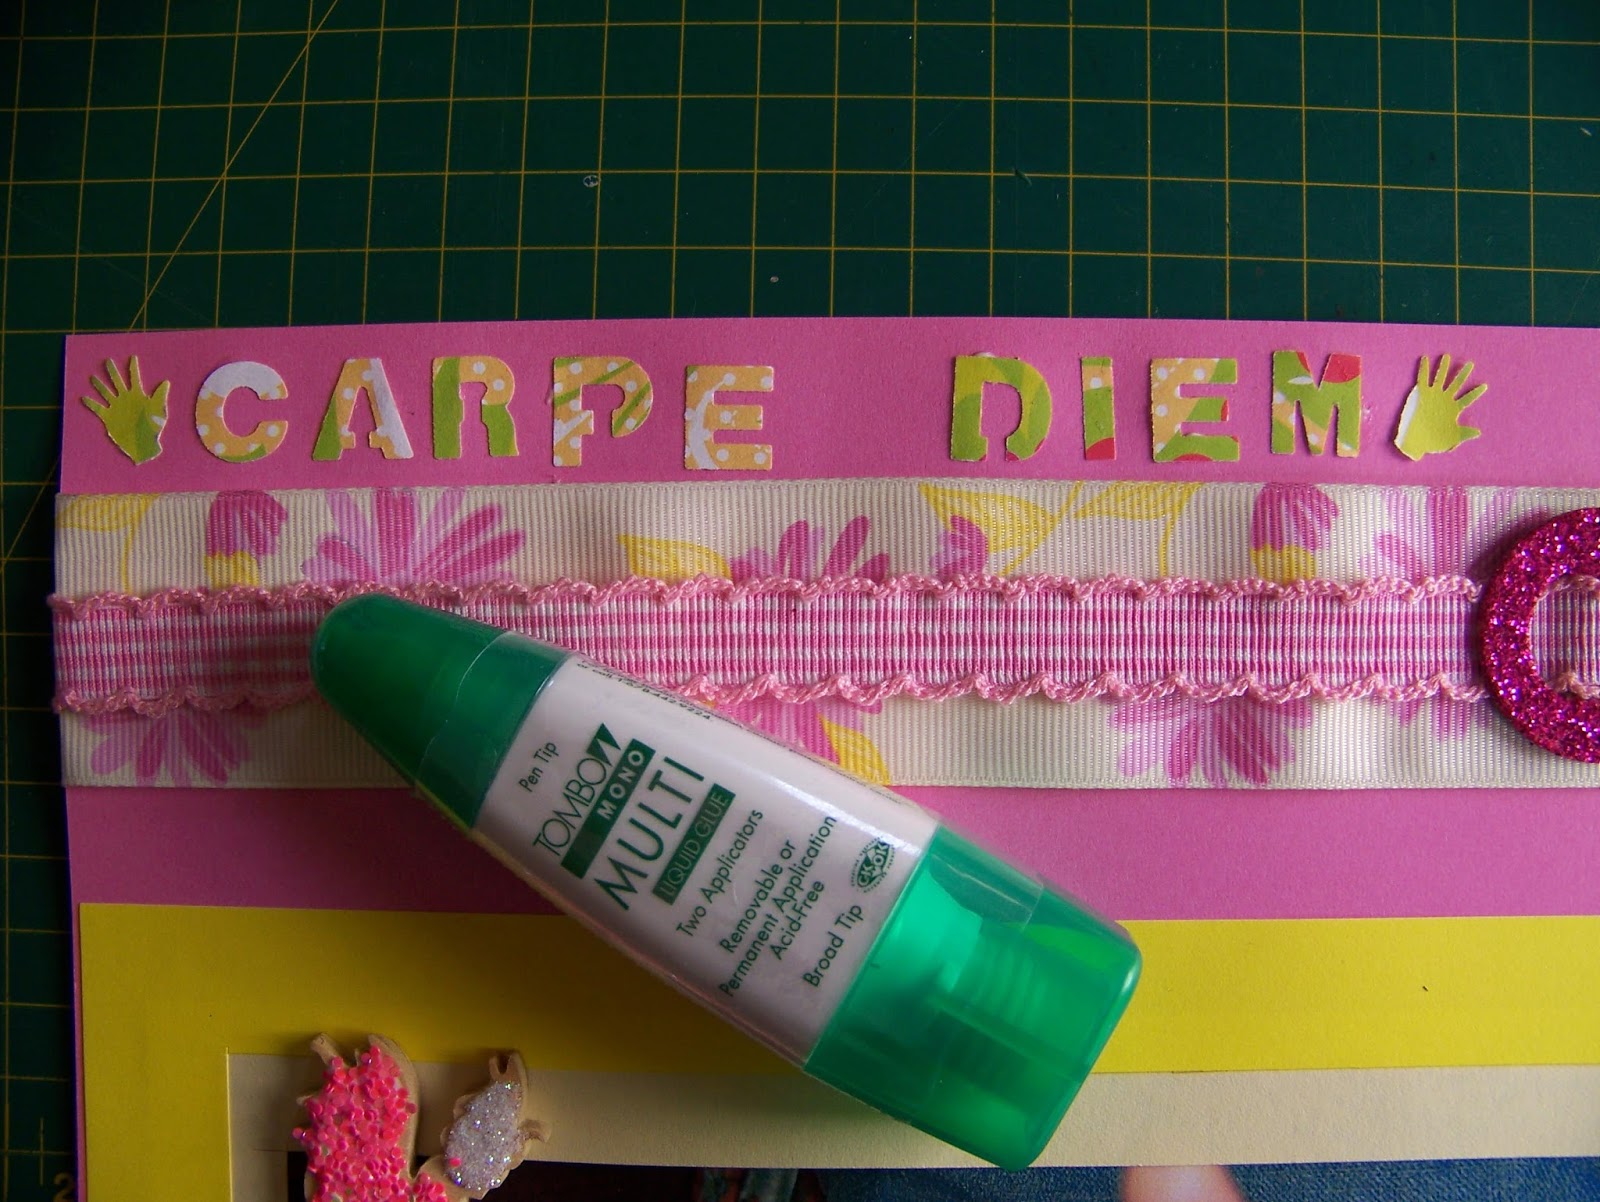 CARPE DIEM
Pen Tip
TOMBOW
MONO
MULTI
LIQUID GLUE
Two Applicators
Removable or
Permanent Application
Acid-Free
Broad Tip
2